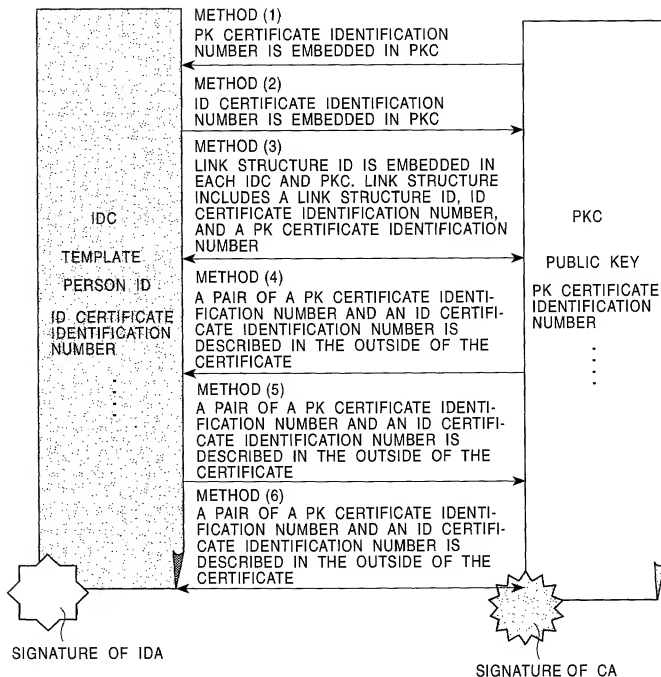 METHOD (1)
PK CERTIFICATE IDENTIFICATION
NUMBER IS EMBEDDED IN PKC
METHOD (2)
ID CERTIFICATE IDENTIFICATION
NUMBER IS EMBEDDED IN PKC
METHOD (3)
LINK STRUCTURE ID IS EMBEDDED IN
EACH IDC AND PKC. LINK STRUCTURE
INCLUDES A LINK STRUCTURE ID, ID
CERTIFICATE IDENTIFICATION NUMBER,
AND A PK CERTIFICATE IDENTIFICATION
NUMBER
METHOD (4)
A PAIR OF A PK CERTIFICATE IDENTI-
FICATION NUMBER AND AN ID CERTIFI-
CATE IDENTIFICATION NUMBER IS
DESCRIBED IN THE OUTSIDE OF THE
CERTIFICATE
METHOD (5)
A PAIR OF A PK CERTIFICATE IDENTI-
FICATION NUMBER AND AN ID CERTIFI-
CATE IDENTIFICATION NUMBER IS
DESCRIBED IN THE OUTSIDE OF THE
CERTIFICATE
METHOD (6)
A PAIR OF A PK CERTIFICATE IDENTI-
FICATION NUMBER AND AN ID CERTIFI-
CATE IDENTIFICATION NUMBER IS
DESCRIBED IN THE OUTSIDE OF THE
CERTIFICATE
IDC
TEMPLATE
PERSON ID
ID CERTIFICATE
IDENTIFICATION
NUMBER
PKC
PUBLIC KEY
PK CERTIFICATE
IDENTIFICATION
NUMBER
SIGNATURE OF IDA
SIGNATURE OF CA